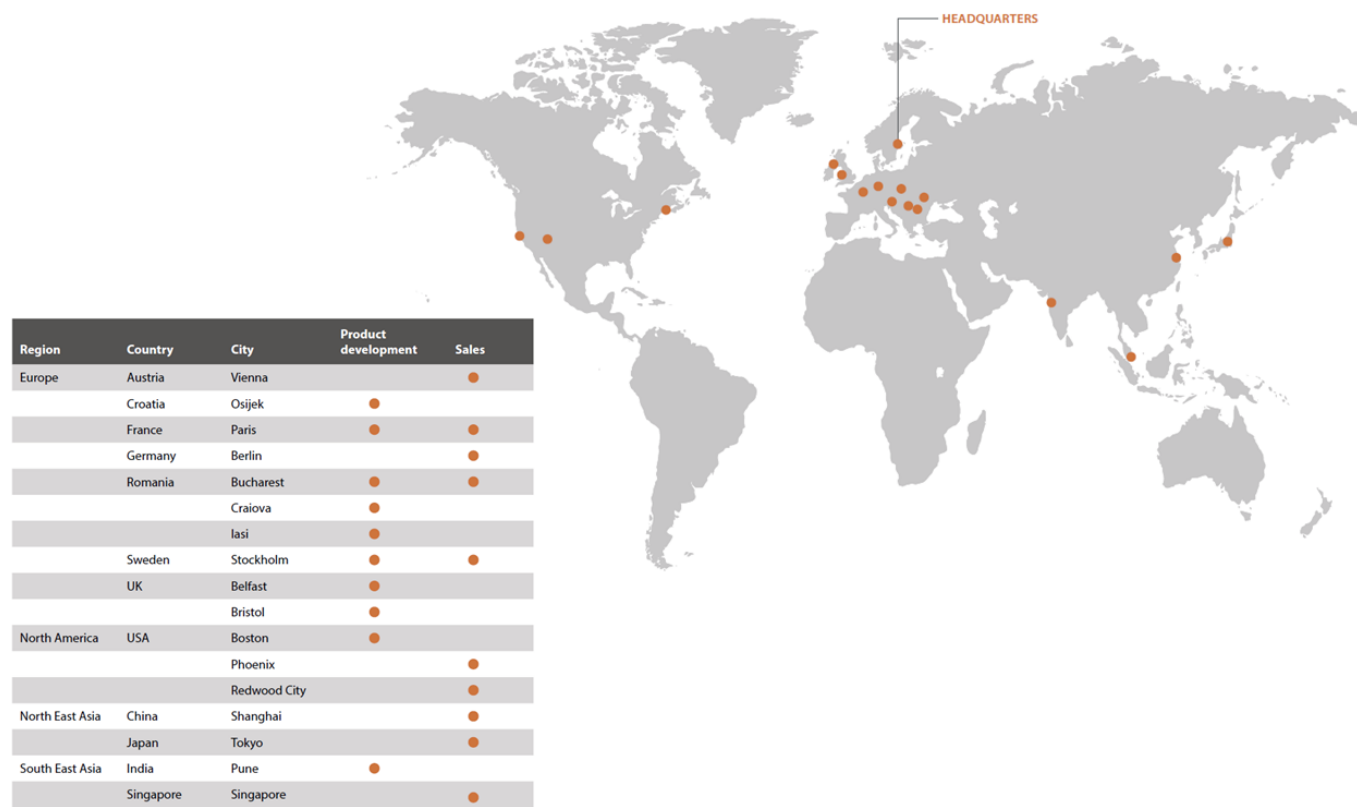 HEADQUARTERS
Region Country City Product development Sales
Europe Austria Vienna
Croatia Osijek
France Paris
Germany Berlin
Romania Bucharest
Craiova
Iasi
Sweden Stockholm
UK Belfast
Bristol
North America USA Boston
Phoenix
Redwood City
North East Asia China Shanghai
Japan Tokyo
South East Asia India Pune
Singapore Singapore